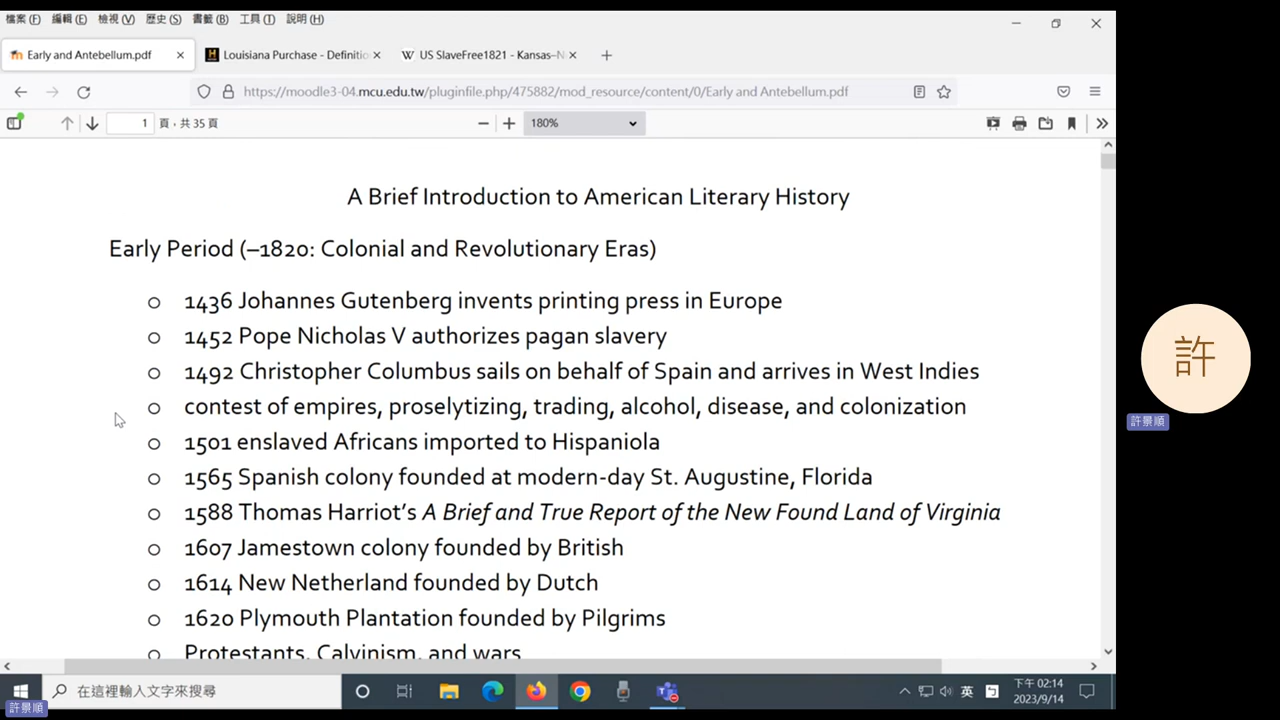 檔案(F) 編輯(E) 檢視(V) 歷史(S) 書籤(B) 工具(T) 說明(H)
Early and Antebellum.pdf
Louisiana Purchase - Definitio
US SlaveFree1821 - Kansas–N
https://moodle3-04.mcu.edu.tw/pluginfile.php/475882/mod_resource/content/0/Early and Antebellum.pdf
1 頁，共 35 頁
180%
A Brief Introduction to American Literary History
Early Period (–1820: Colonial and Revolutionary Eras)
1436 Johannes Gutenberg invents printing press in Europe
1452 Pope Nicholas V authorizes pagan slavery
1492 Christopher Columbus sails on behalf of Spain and arrives in West Indies
contest of empires, proselytizing, trading, alcohol, disease, and colonization
1501 enslaved Africans imported to Hispaniola
1565 Spanish colony founded at modern-day St. Augustine, Florida
1588 Thomas Harriot’s A Brief and True Report of the New Found Land of Virginia
1607 Jamestown colony founded by British
1614 New Netherland founded by Dutch
1620 Plymouth Plantation founded by Pilgrims
Protestants, Calvinism, and wars
許
許景順
在這裡輸入文字來搜尋
英
下午 02:14
2023/9/14
許景順